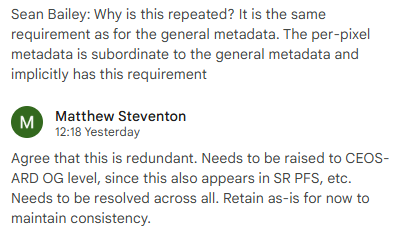 Sean Bailey: Why is this repeated? It is the same
requirement as for the general metadata. The per-pixel
metadata is subordinate to the general metadata and
implicitly has this requirement
M
Matthew Steventon
12:18 Yesterday
Agree that this is redundant. Needs to be raised to CEOS-
ARD OG level, since this also appears in SR PFS, etc.
Needs to be resolved across all. Retain as-is for now to
maintain consistency.